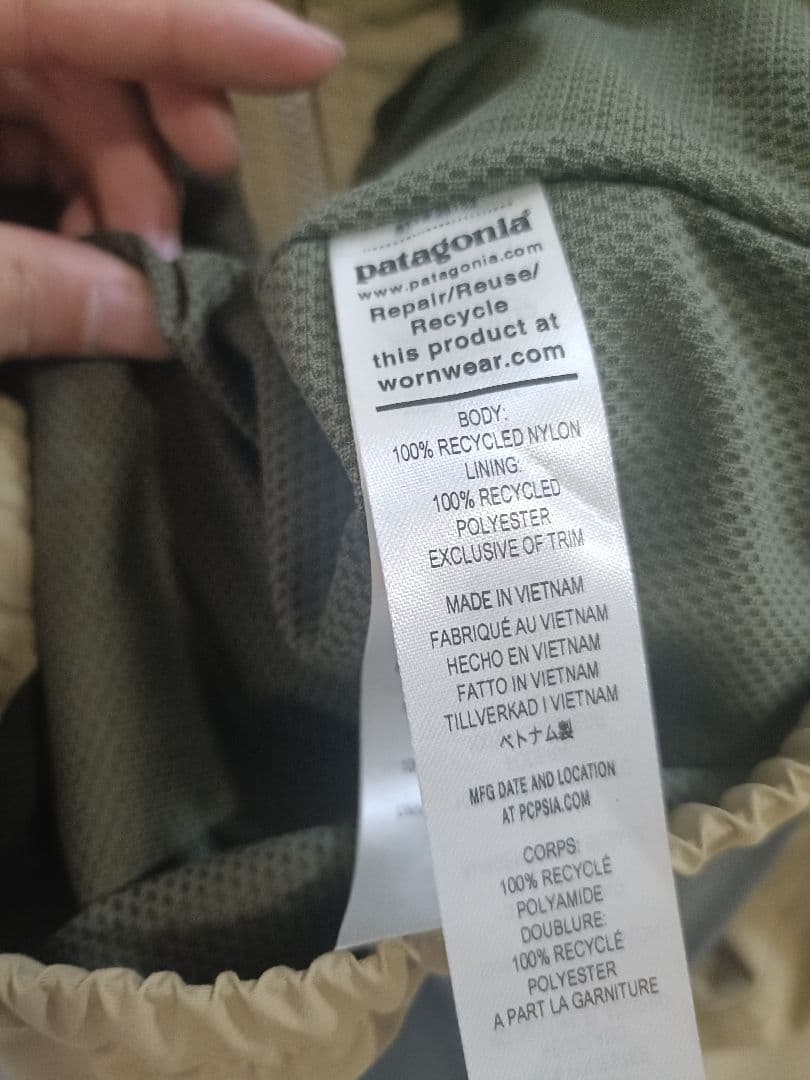 patagonia®
www.patagonia.com
Repair/Reuse/
Recycle
this product at
wornwear.com
BODY:
100% RECYCLED NYLON
LINING:
100% RECYCLED
POLYESTER
EXCLUSIVE OF TRIM
MADE IN VIETNAM
FABRIQUÉ AU VIETNAM
HECHO EN VIETNAM
FATTO IN VIETNAM
TILLVERKAD I VIETNAM
ベトナム製
MFG DATE AND LOCATION
AT PCPSIA.COM
CORPS:
100% RECYCLÉ
POLYAMIDE
DOUBLURE:
100% RECYCLÉ
POLYESTER
A PART LA GARNITURE